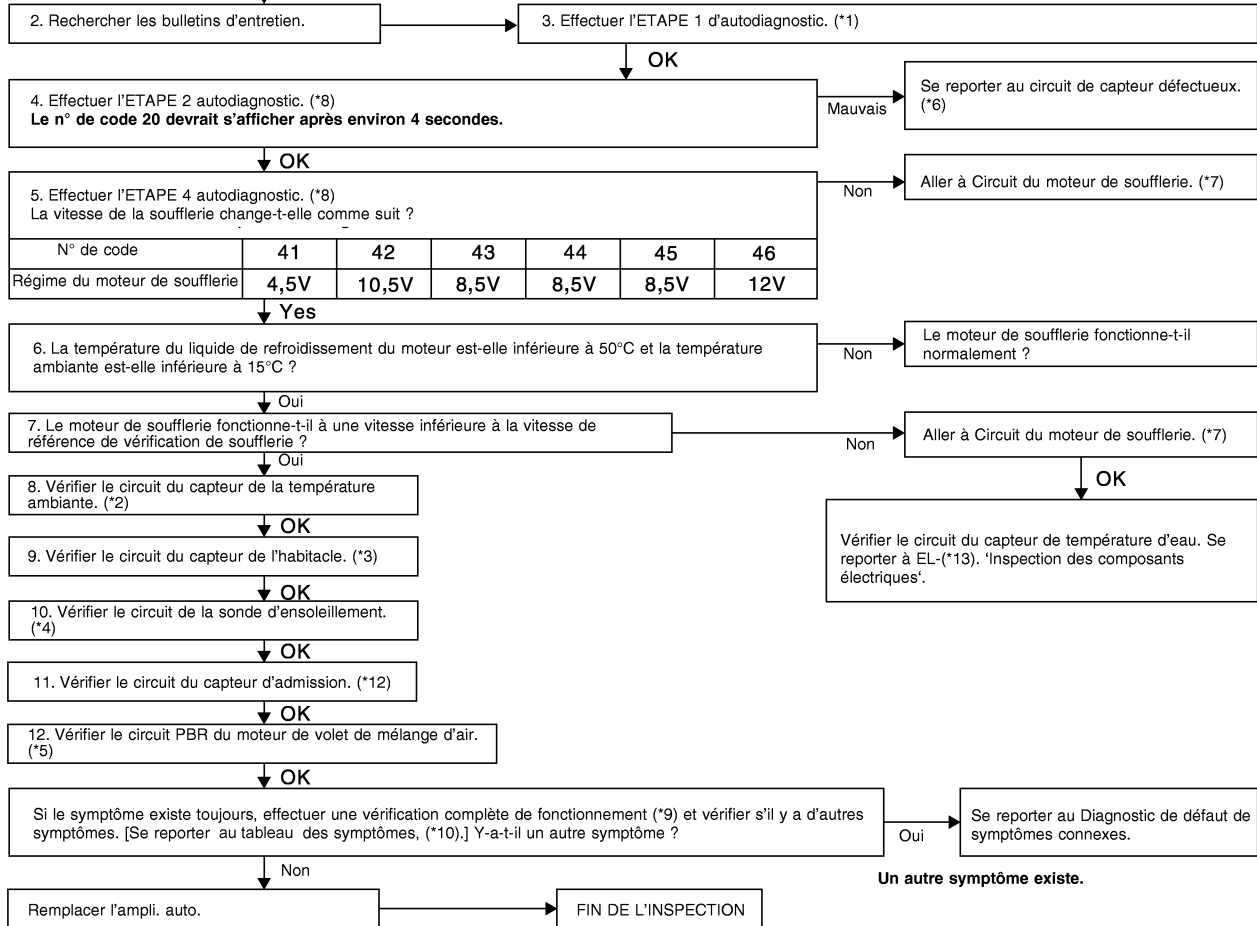 2. Rechercher les bulletins d'entretien.
3. Effectuer l'ETAPE 1 d'autodiagnostic. (*1)
OK
4. Effectuer l'ETAPE 2 autodiagnostic. (*8)
Le n° de code 20 devrait s'afficher après environ 4 secondes.
Mauvais
Se reporter au circuit de capteur défectueux.
(*6)
OK
5. Effectuer l'ETAPE 4 autodiagnostic. (*8)
La vitesse de la soufflerie change-t-elle comme suit ?
Non
Aller à Circuit du moteur de soufflerie. (*7)
N° de code 41 42 43 44 45 46
Régime du moteur de soufflerie 4,5V 10,5V 8,5V 8,5V 8,5V 12V
Yes
6. La température du liquide de refroidissement du moteur est-elle inférieure à 50°C et la température
ambiante est-elle inférieure à 15°C ?
Non
Le moteur de soufflerie fonctionne-t-il
normalement ?
Oui
7. Le moteur de soufflerie fonctionne-t-il à une vitesse inférieure à la vitesse de
référence de vérification de soufflerie ?
Non
Aller à Circuit du moteur de soufflerie. (*7)
Oui
OK
8. Vérifier le circuit du capteur de la température
ambiante. (*2)
Vérifier le circuit du capteur de température d'eau. Se
reporter à EL-(*13). ‘Inspection des composants
électriques‘.
OK
9. Vérifier le circuit du capteur de l'habitacle. (*3)
OK
10. Vérifier le circuit de la sonde d'ensoleillement.
(*4)
OK
11. Vérifier le circuit du capteur d'admission. (*12)
OK
12. Vérifier le circuit PBR du moteur de volet de mélange d'air.
(*5)
OK
Si le symptôme existe toujours, effectuer une vérification complète de fonctionnement (*9) et vérifier s'il y a d'autres
symptômes. [Se reporter au tableau des symptômes, (*10).] Y-a-t-il un autre symptôme ?
Oui
Se reporter au Diagnostic de défaut de
symptômes connexes.
Un autre symptôme existe.
Non
Remplacer l'ampli. auto.
FIN DE L'INSPECTION